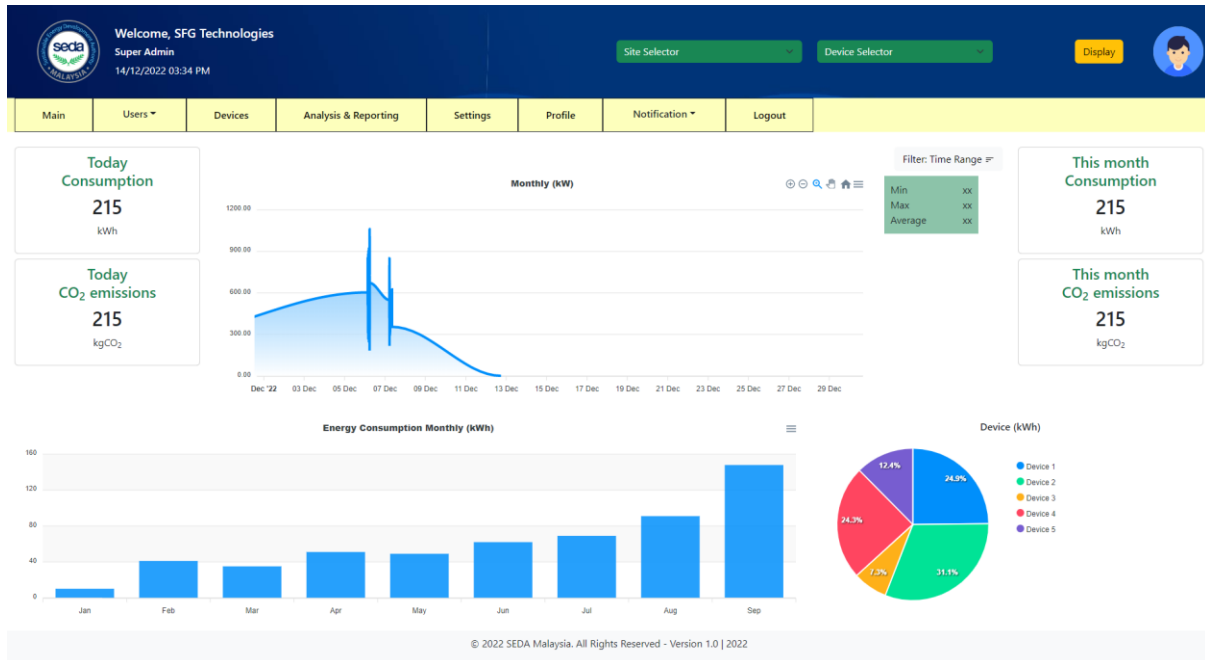 seda
MALAYSIA
Welcome, SFG Technologies
Super Admin
14/12/2022 03:34 PM
Site Selector
Device Selector
Display
Main
Users
Devices
Analysis & Reporting
Settings
Profile
Notification
Logout
Today
Consumption
215
kWh
Today
CO₂ emissions
215
kgCO₂
Monthly (kW)
1200.00
900.00
600.00
300.00
0.00
Dec '22 03 Dec 05 Dec 07 Dec 09 Dec 11 Dec 13 Dec 15 Dec 17 Dec 19 Dec 21 Dec 23 Dec 25 Dec 27 Dec 29 Dec
Filter: Time Range
Min xx
Max xx
Average xx
This month
Consumption
215
kWh
This month
CO₂ emissions
215
kgCO₂
Energy Consumption Monthly (kWh)
160
120
80
40
0
Jan Feb Mar Apr May Jun Jul Aug Sep
Device (kWh)
12.4%
24.9%
24.3%
7.3%
31.1%
Device 1
Device 2
Device 3
Device 4
Device 5
© 2022 SEDA Malaysia. All Rights Reserved - Version 1.0 | 2022